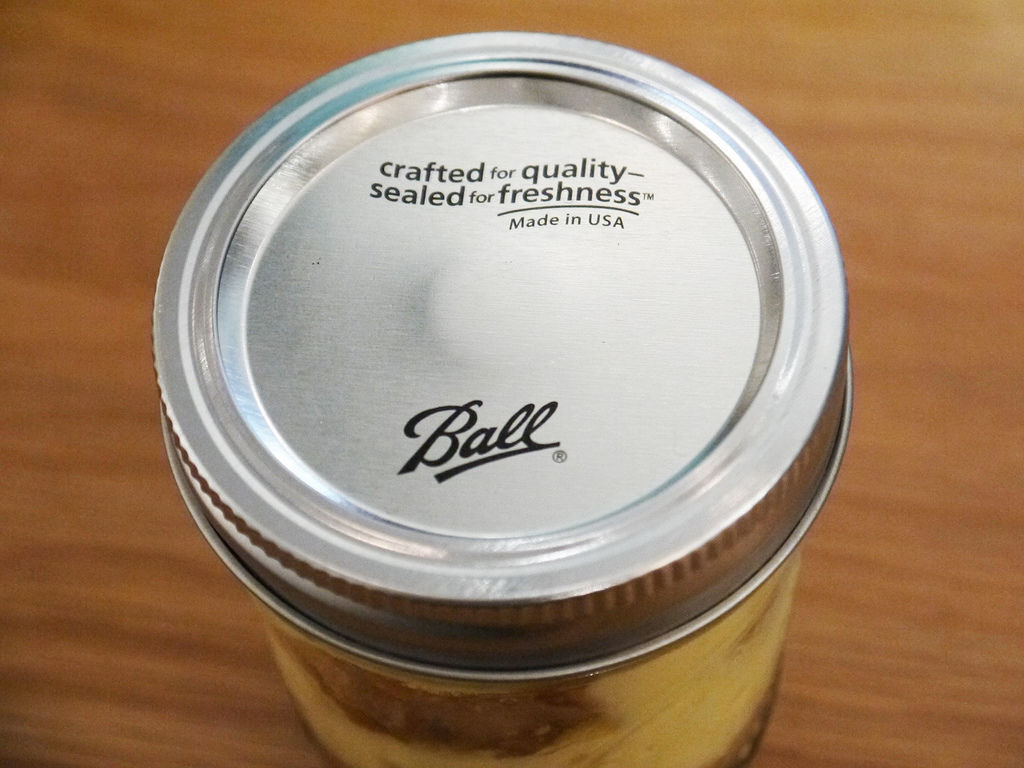 crafted for quality–
sealed for freshness™
Made in USA
Ball®